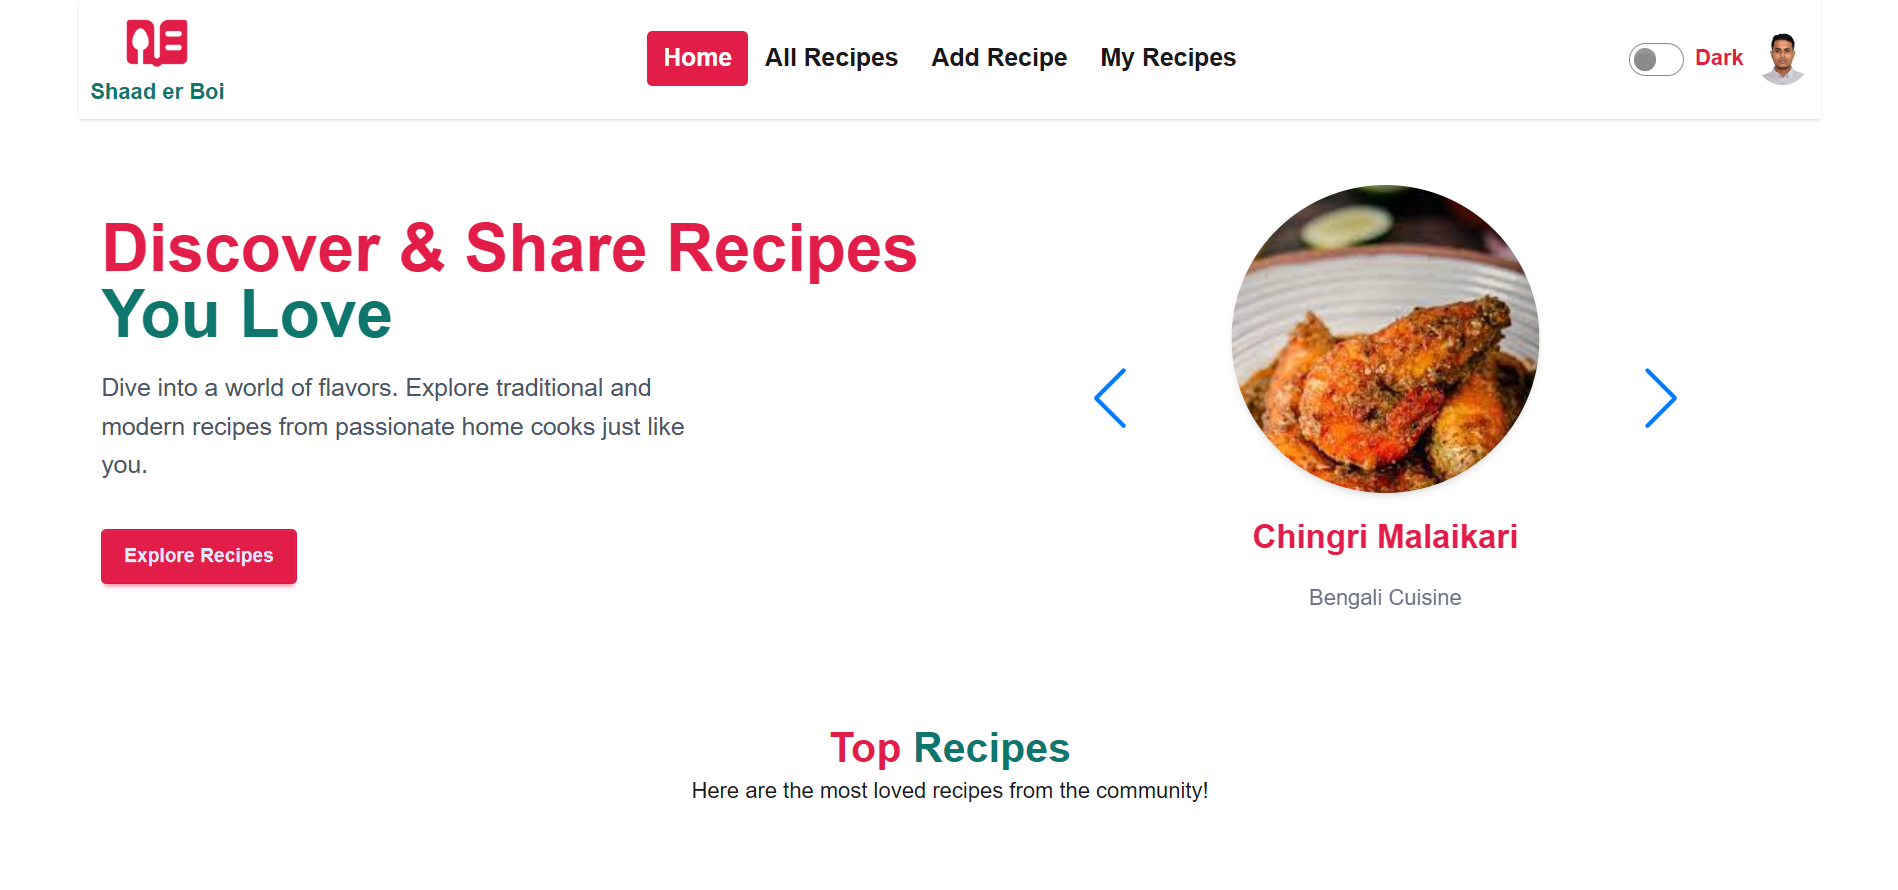 Shaad er Boi
Home
All Recipes
Add Recipe
My Recipes
Dark
Discover & Share Recipes
You Love
Dive into a world of flavors. Explore traditional and
modern recipes from passionate home cooks just like
you.
Explore Recipes
Chingri Malaikari
Bengali Cuisine
Top Recipes
Here are the most loved recipes from the community!